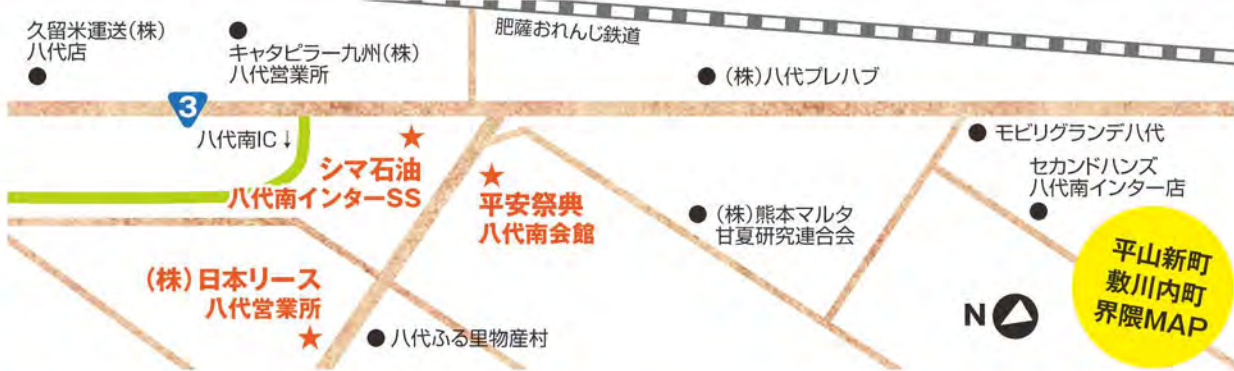 久留米運送(株)
八代店
キャタピラー九州(株)
八代営業所
肥薩おれんじ鉄道
(株)八代プレハブ
3
八代南IC↓
シマ石油
八代南インターSS
平安祭典
八代南会館
(株)熊本マルタ
甘夏研究連合会
モビリグランデ八代
セカンドハンズ
八代南インター店
(株)日本リース
八代営業所
八代ふる里物産村
N
平山新町
敷川内町
界隈MAP